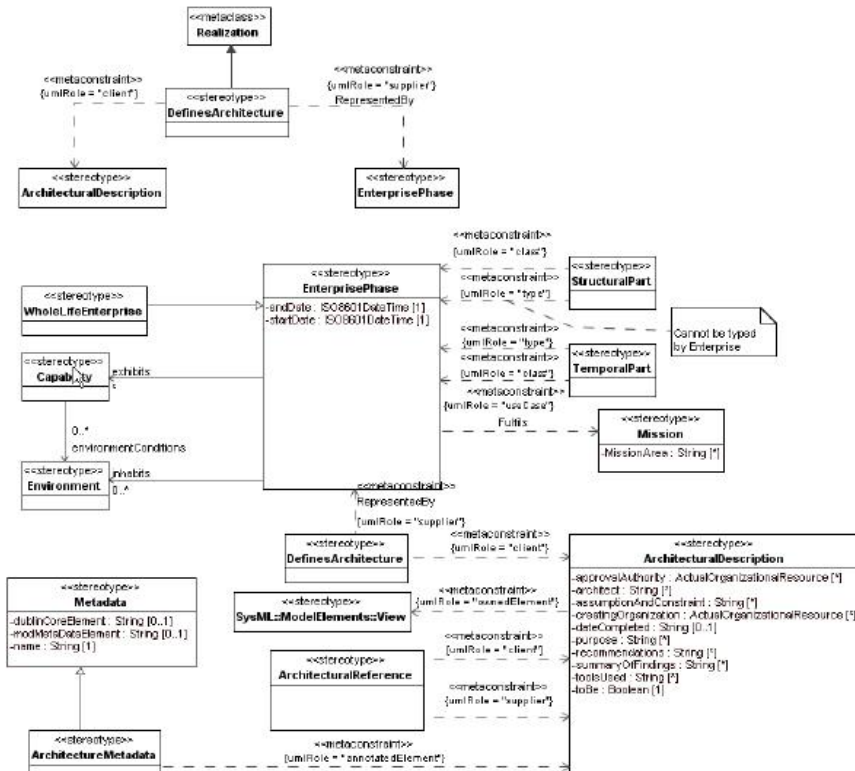 <<metaclass>>
Realization
<<metaconstraint>>
{umlRole = "client"}
<<metaconstraint>>
{umlRole = "supplier"}
RepresentedBy
<<stereotype>>
DefinesArchitecture
<<stereotype>>
ArchitecturalDescription
<<stereotype>>
EnterprisePhase
<<metaconstraint>>
{umlRole = "class"}
<<stereotype>>
EnterprisePhase
-endDate : ISO8601DateTime [1]
-startDate : ISO8601DateTime [1]
<<stereotype>>
StructuralPart
<<metaconstraint>>
{umlRole = "type"}
<<stereotype>>
WholeLifeEnterprise
Cannot be typed
by Enterprise
<<metaconstraint>>
{umlRole = "type"}
<<metaconstraint>>
{umlRole = "class"}
<<stereotype>>
TemporalPart
<<stereotype>>
Capability
exhibits
*
<<metaconstraint>>
{umlRole = "useCase"}
Fulfils
<<stereotype>>
Mission
-MissionArea : String [*]
0..*
environmentConditions
<<stereotype>>
Environment
inhabits
0..*
<<metaconstraint>>
RepresentedBy
{umlRole = "supplier"}
<<stereotype>>
DefinesArchitecture
<<metaconstraint>>
{umlRole = "client"}
<<stereotype>>
ArchitecturalDescription
-approvalAuthority : ActualOrganizationalResource [*]
-architect : String [*]
-assumptionAndConstraint : String [*]
-creatingOrganization : ActualOrganizationalResource [*]
-dateCompleted : String [0..1]
-purpose : String [*]
-recommendations : String [*]
-summaryOfFindings : String [*]
-toolsUsed : String [*]
-toBe : Boolean [1]
<<stereotype>>
Metadata
-dublinCoreElement : String [0..1]
-modMetaDataElement : String [0..1]
-name : String [1]
<<stereotype>>
SysML::ModelElements::View
<<metaconstraint>>
{umlRole = "ownedElement"}
<<stereotype>>
ArchitecturalReference
<<metaconstraint>>
{umlRole = "client"}
<<metaconstraint>>
{umlRole = "supplier"}
<<stereotype>>
ArchitectureMetadata
<<metaconstraint>>
{umlRole = "annotatedElement"}